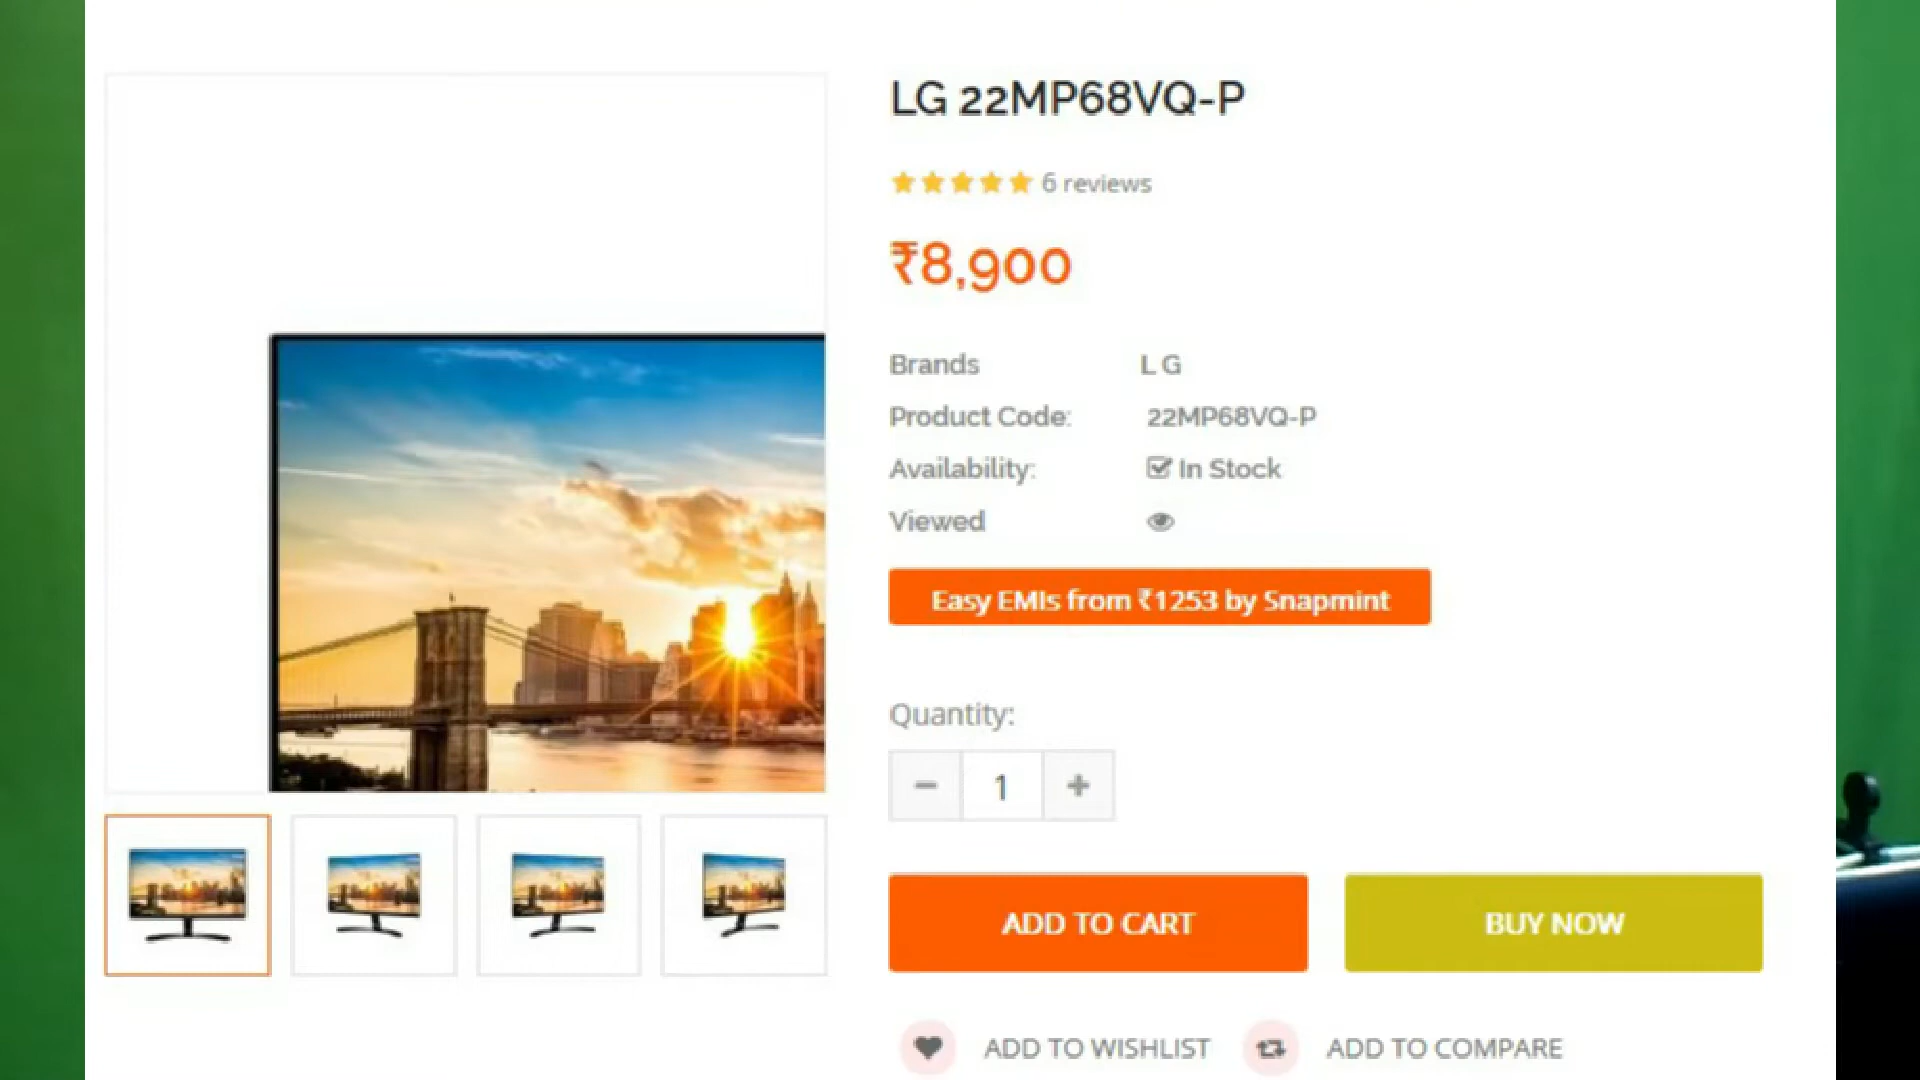 LG 22MP68VQ-P
6 reviews
₹8,900
Brands L G
Product Code: 22MP68VQ-P
Availability: In Stock
Viewed
Easy EMIs from ₹1253 by Snapmint
Quantity:
− 1 +
ADD TO CART BUY NOW
ADD TO WISHLIST ADD TO COMPARE